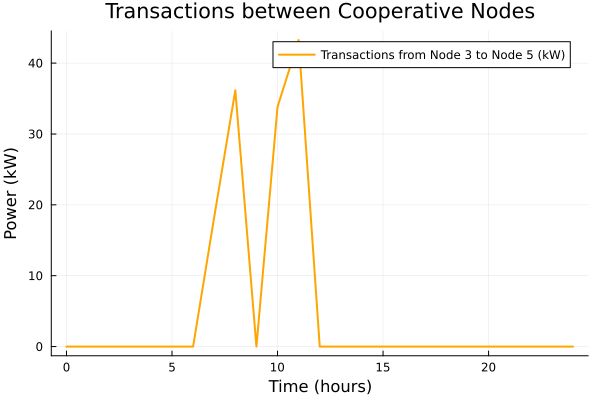 Transactions between Cooperative Nodes
Transactions from Node 3 to Node 5 (kW)
Power (kW)
40
30
20
10
0
0 5 10 15 20
Time (hours)